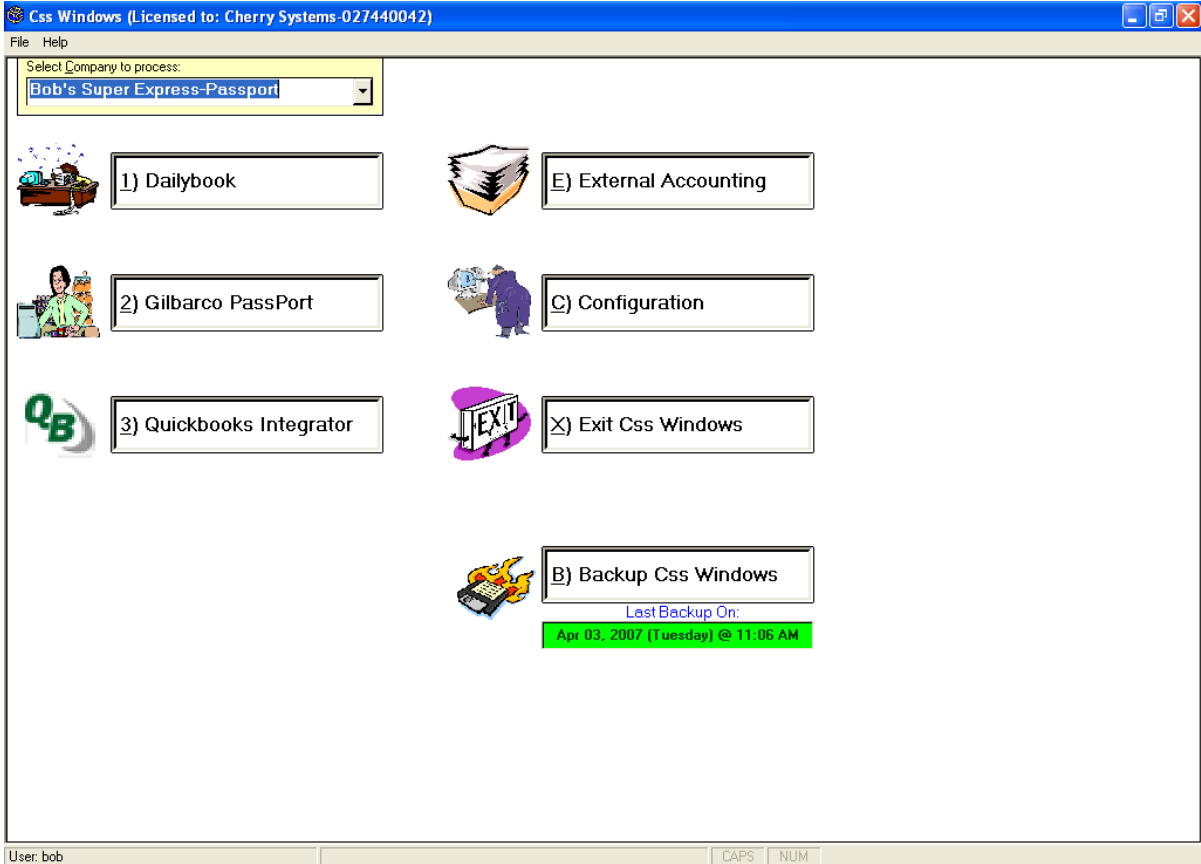 Css Windows (Licensed to: Cherry Systems-027440042)
File Help
Select Company to process:
Bob's Super Express-Passport
1) Dailybook
E) External Accounting
2) Gilbarco PassPort
C) Configuration
QB
3) Quickbooks Integrator
EXIT
X) Exit Css Windows
B) Backup Css Windows
Last Backup On:
Apr 03, 2007 (Tuesday) @ 11:06 AM
User: bob
CAPS NUM